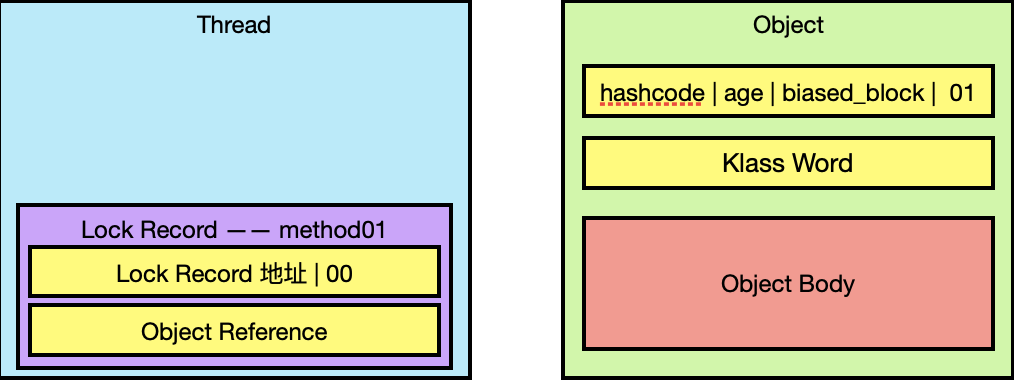 Thread
Lock Record —— method01
Lock Record 地址 | 00
Object Reference
Object
hashcode | age | biased_block | 01
Klass Word
Object Body